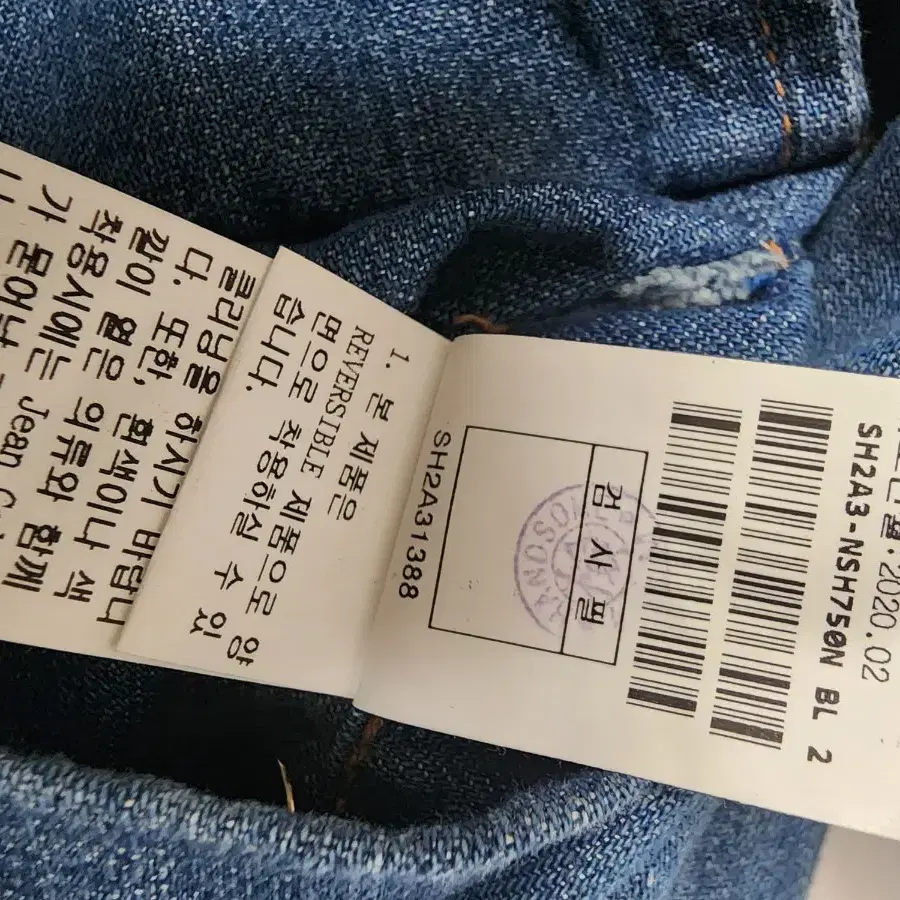 클리닝을 하시기 바랍니
다. 또한, 흰색이나 색
깔이 옅은 의류와 함께
착용시에는 Jean
가 묻어나
1. 본 제품은
REVERSIBLE 제품으로 양
면으로 착용하실 수 있
습니다.
2020.02
SH2A3-NSH750N BL 2
검사필
SH2A31388